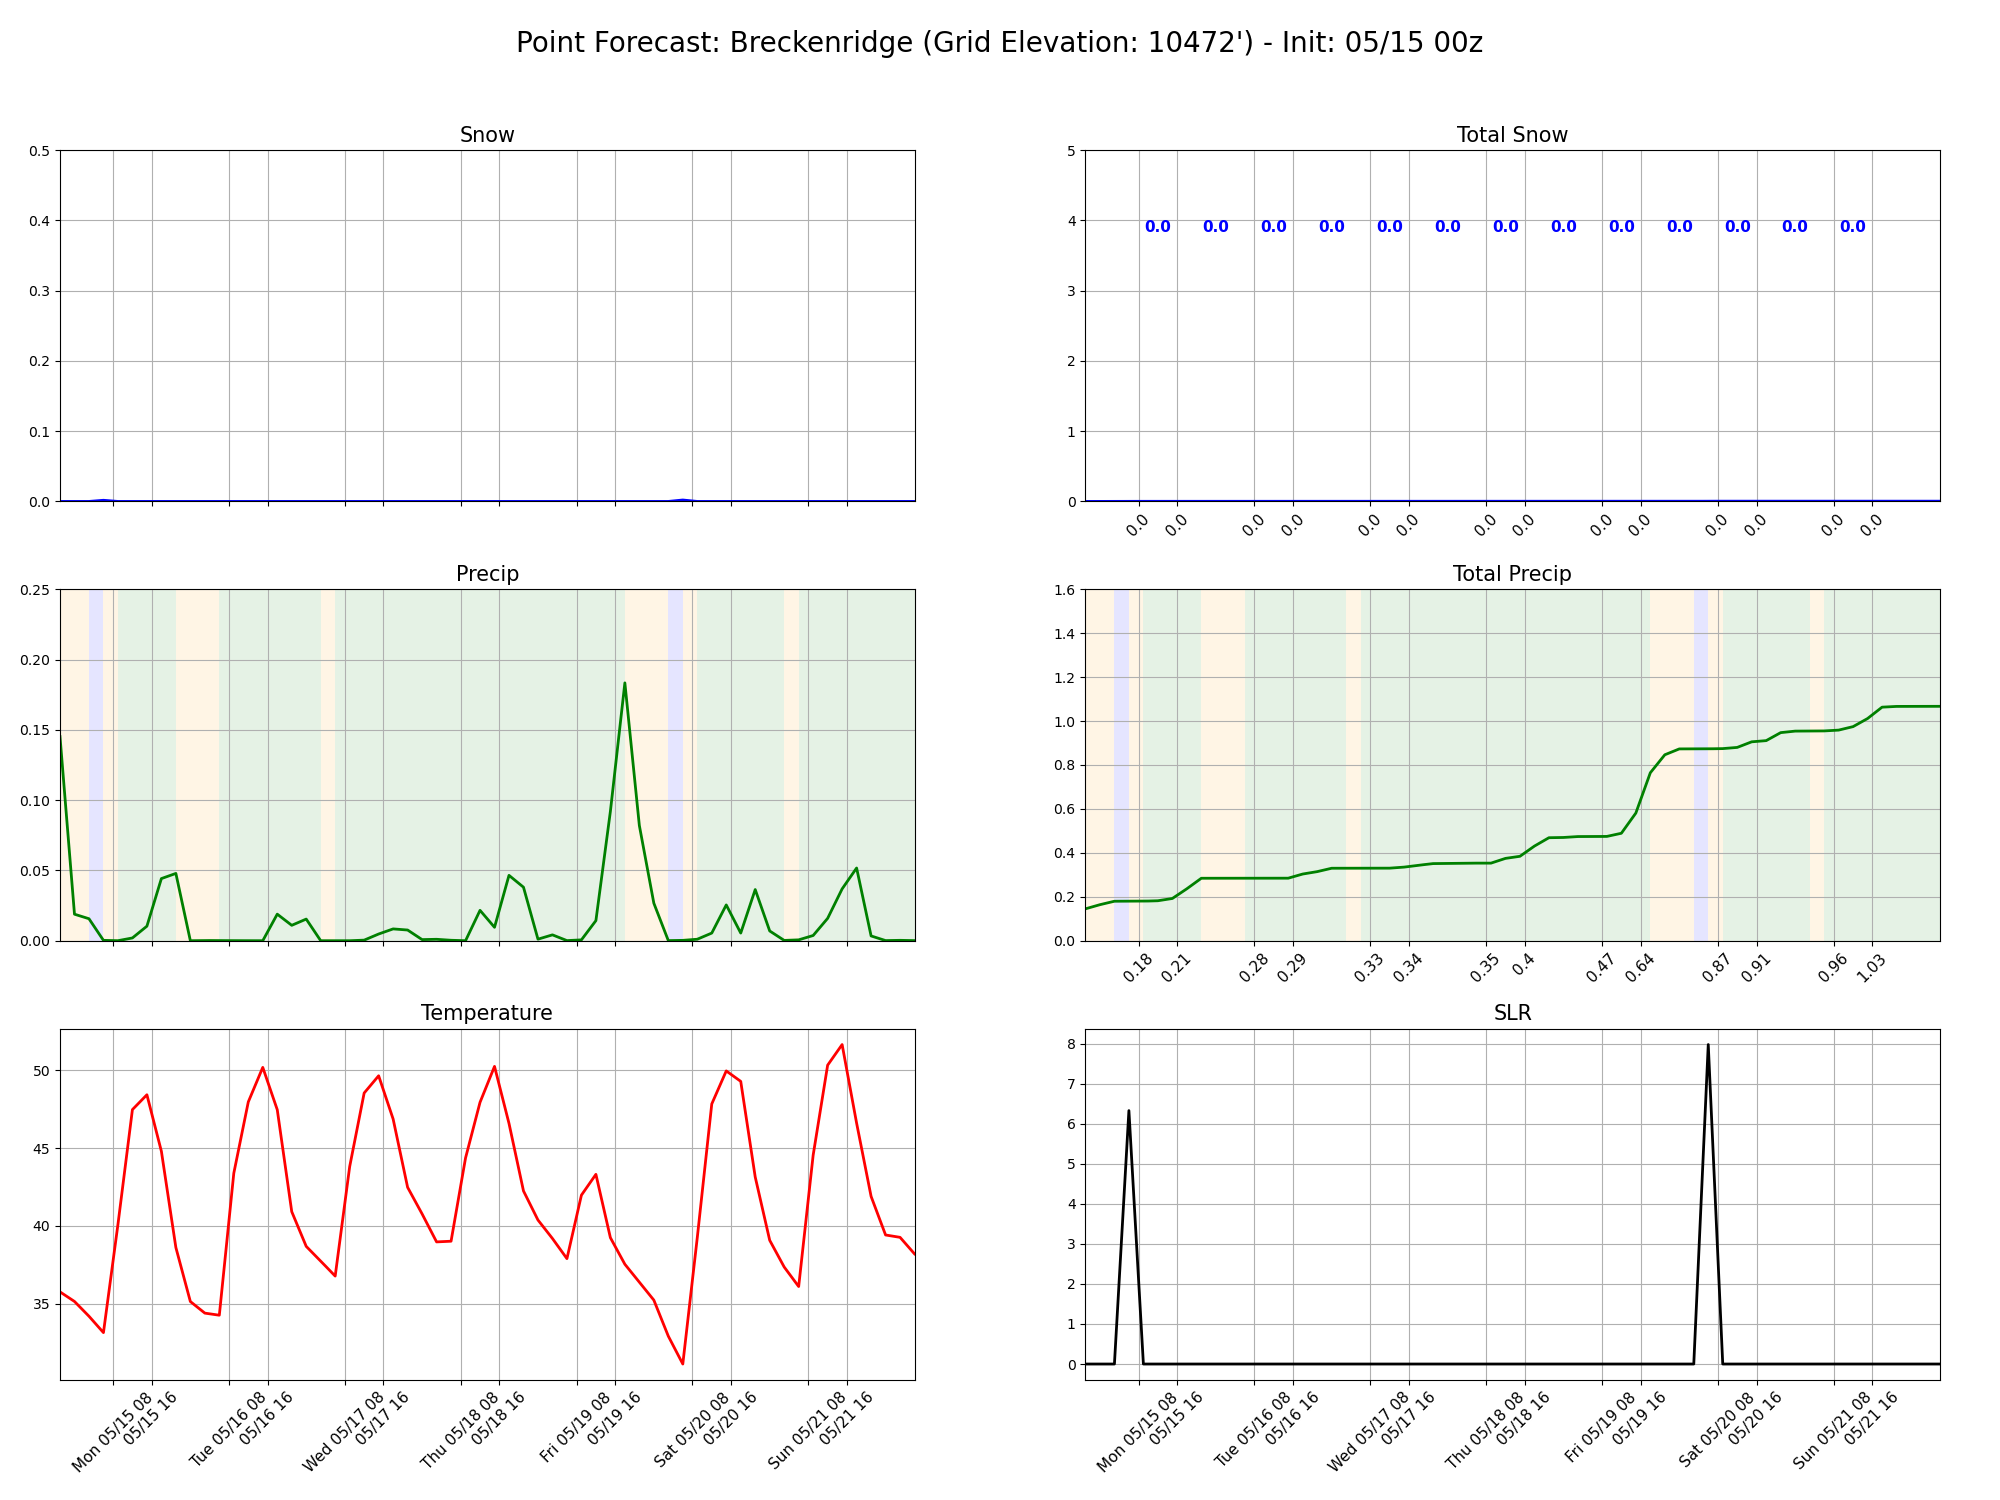 Point Forecast: Breckenridge (Grid Elevation: 10472') - Init: 05/15 00z
Snow
0.5
0.4
0.3
0.2
0.1
0.0
Total Snow
5
4
3
2
1
0
0.0 0.0 0.0 0.0 0.0 0.0 0.0 0.0 0.0 0.0 0.0 0.0 0.0
0.0 0.0 0.0 0.0 0.0 0.0 0.0 0.0 0.0 0.0 0.0 0.0 0.0 0.0
Precip
0.25
0.20
0.15
0.10
0.05
0.00
Total Precip
1.6
1.4
1.2
1.0
0.8
0.6
0.4
0.2
0.0
0.18 0.21 0.28 0.29 0.33 0.34 0.35 0.4 0.47 0.64 0.87 0.91 0.96 1.03
Temperature
50
45
40
35
Mon 05/15 08
05/15 16
Tue 05/16 08
05/16 16
Wed 05/17 08
05/17 16
Thu 05/18 08
05/18 16
Fri 05/19 08
05/19 16
Sat 05/20 08
05/20 16
Sun 05/21 08
05/21 16
SLR
8
7
6
5
4
3
2
1
0
Mon 05/15 08
05/15 16
Tue 05/16 08
05/16 16
Wed 05/17 08
05/17 16
Thu 05/18 08
05/18 16
Fri 05/19 08
05/19 16
Sat 05/20 08
05/20 16
Sun 05/21 08
05/21 16